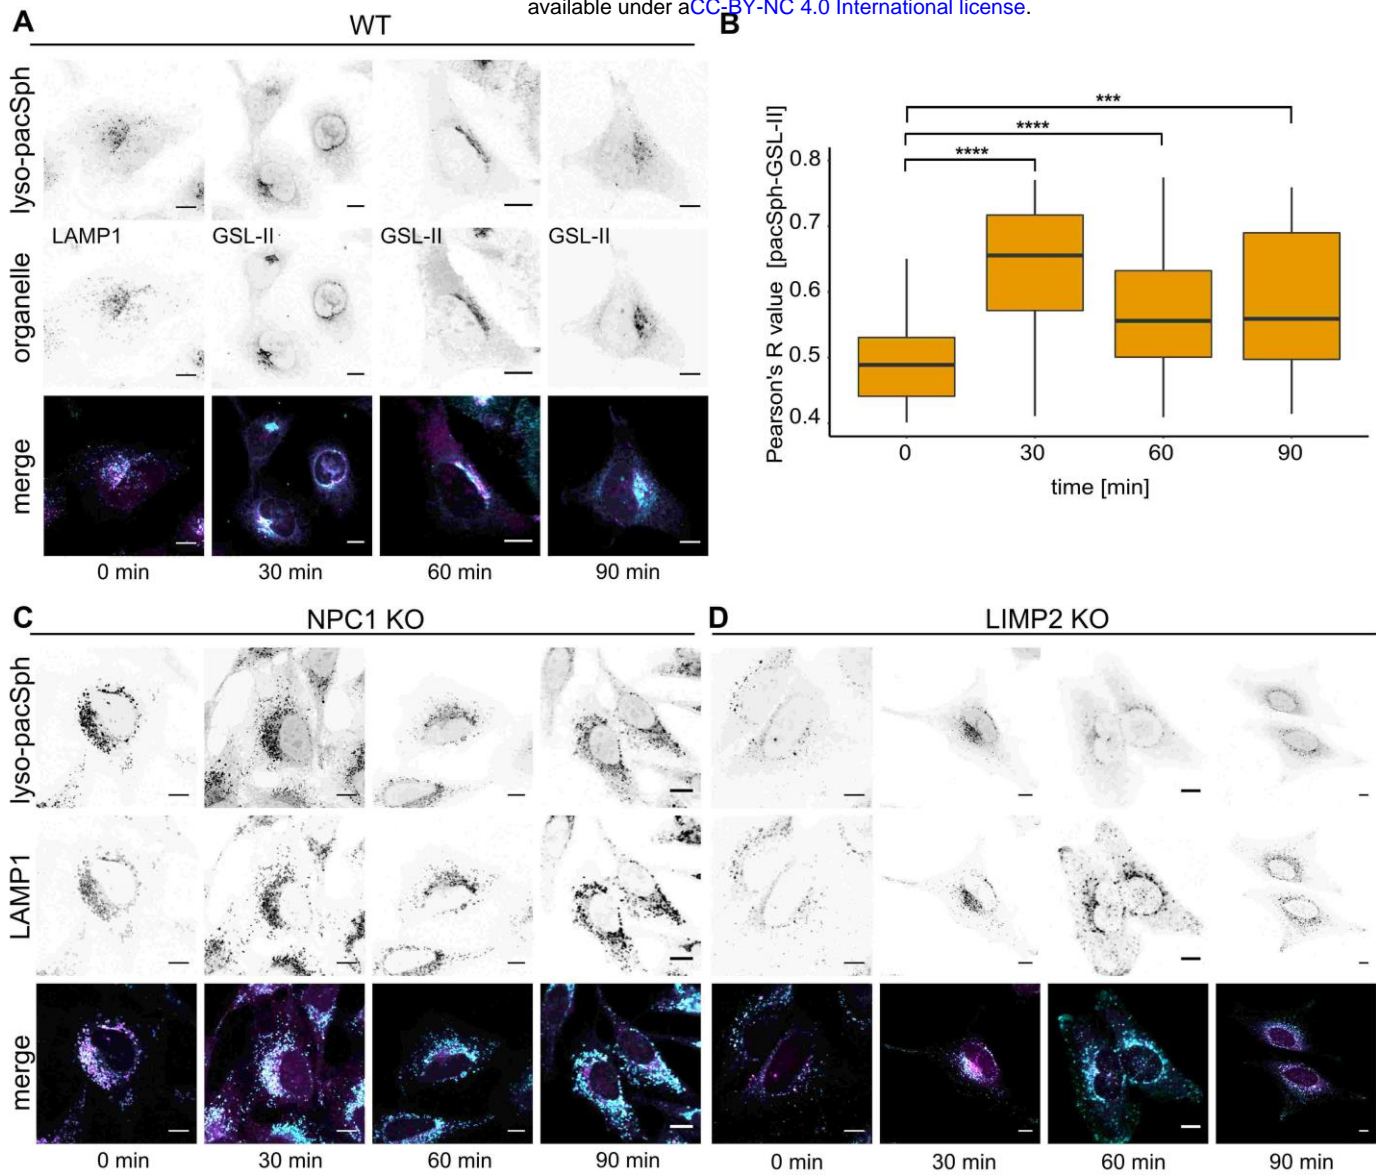 available under aCC-BY-NC 4.0 International license.
A
WT
lyso-pacSph
organelle
LAMP1
GSL-II
GSL-II
GSL-II
merge
0 min
30 min
60 min
90 min
B
Pearson's R value [pacSph-GSL-II]
***
****
****
0.8
0.7
0.6
0.5
0.4
0
30
60
90
time [min]
C
NPC1 KO
lyso-pacSph
LAMP1
merge
0 min
30 min
60 min
90 min
D
LIMP2 KO
0 min
30 min
60 min
90 min